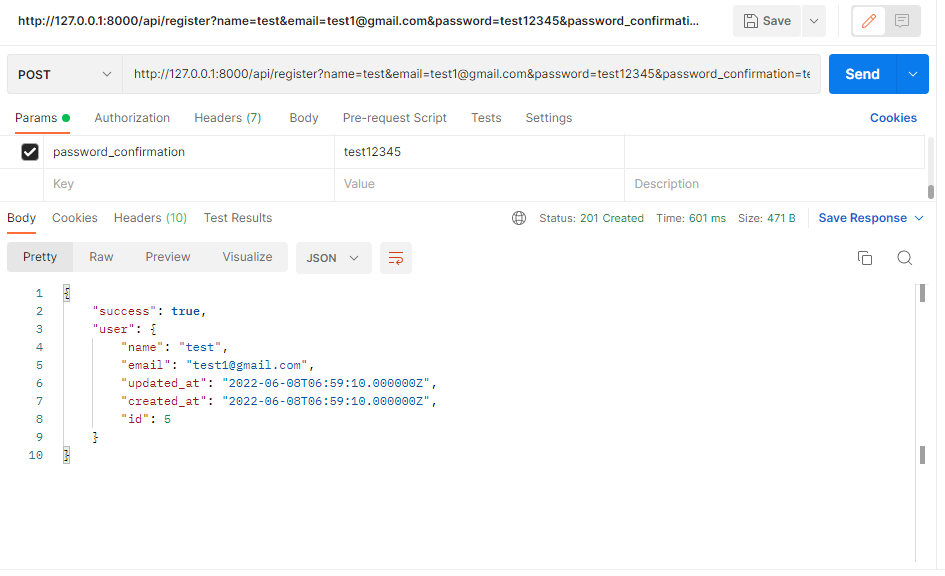 http://127.0.0.1:8000/api/register?name=test&email=test1@gmail.com&password=test12345&password_confirmati...
Save
POST
http://127.0.0.1:8000/api/register?name=test&email=test1@gmail.com&password=test12345&password_confirmation=te
Send
Params Authorization Headers (7) Body Pre-request Script Tests Settings Cookies
password_confirmation test12345
Key Value Description
Body Cookies Headers (10) Test Results Status: 201 Created Time: 601 ms Size: 471 B Save Response
Pretty Raw Preview Visualize JSON
1 {
2 "success": true,
3 "user": {
4 "name": "test",
5 "email": "test1@gmail.com",
6 "updated_at": "2022-06-08T06:59:10.000000Z",
7 "created_at": "2022-06-08T06:59:10.000000Z",
8 "id": 5
9 }
10 }